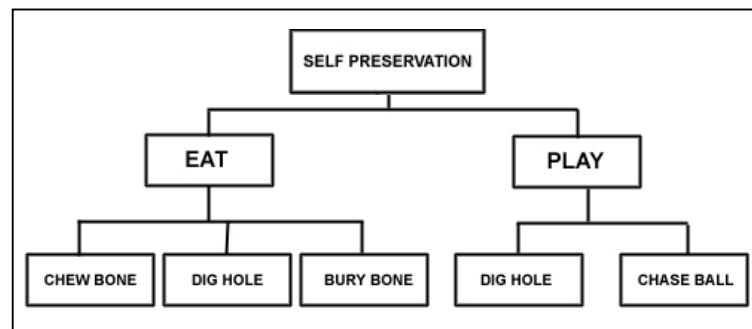 SELF PRESERVATION
EAT
PLAY
CHEW BONE
DIG HOLE
BURY BONE
DIG HOLE
CHASE BALL